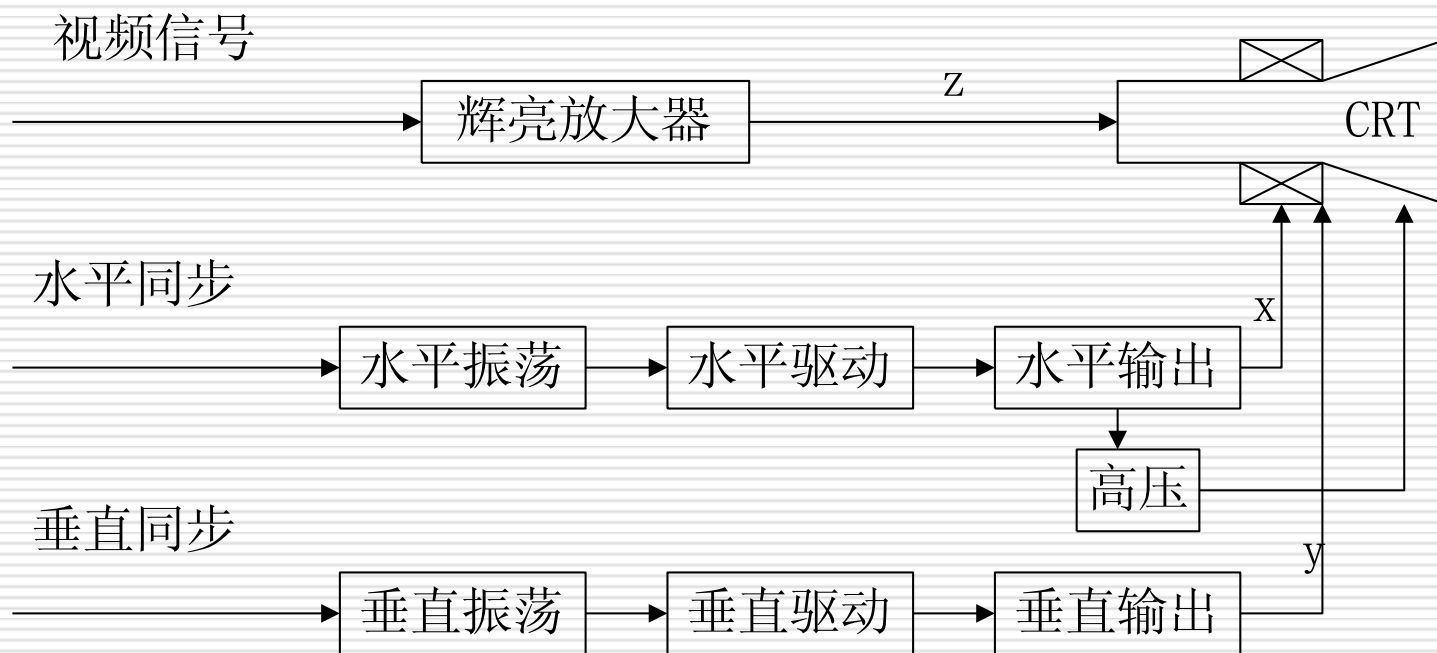 视频信号
辉亮放大器
z
CRT
水平同步
x
水平振荡
水平驱动
水平输出
高压
垂直同步
y
垂直振荡
垂直驱动
垂直输出